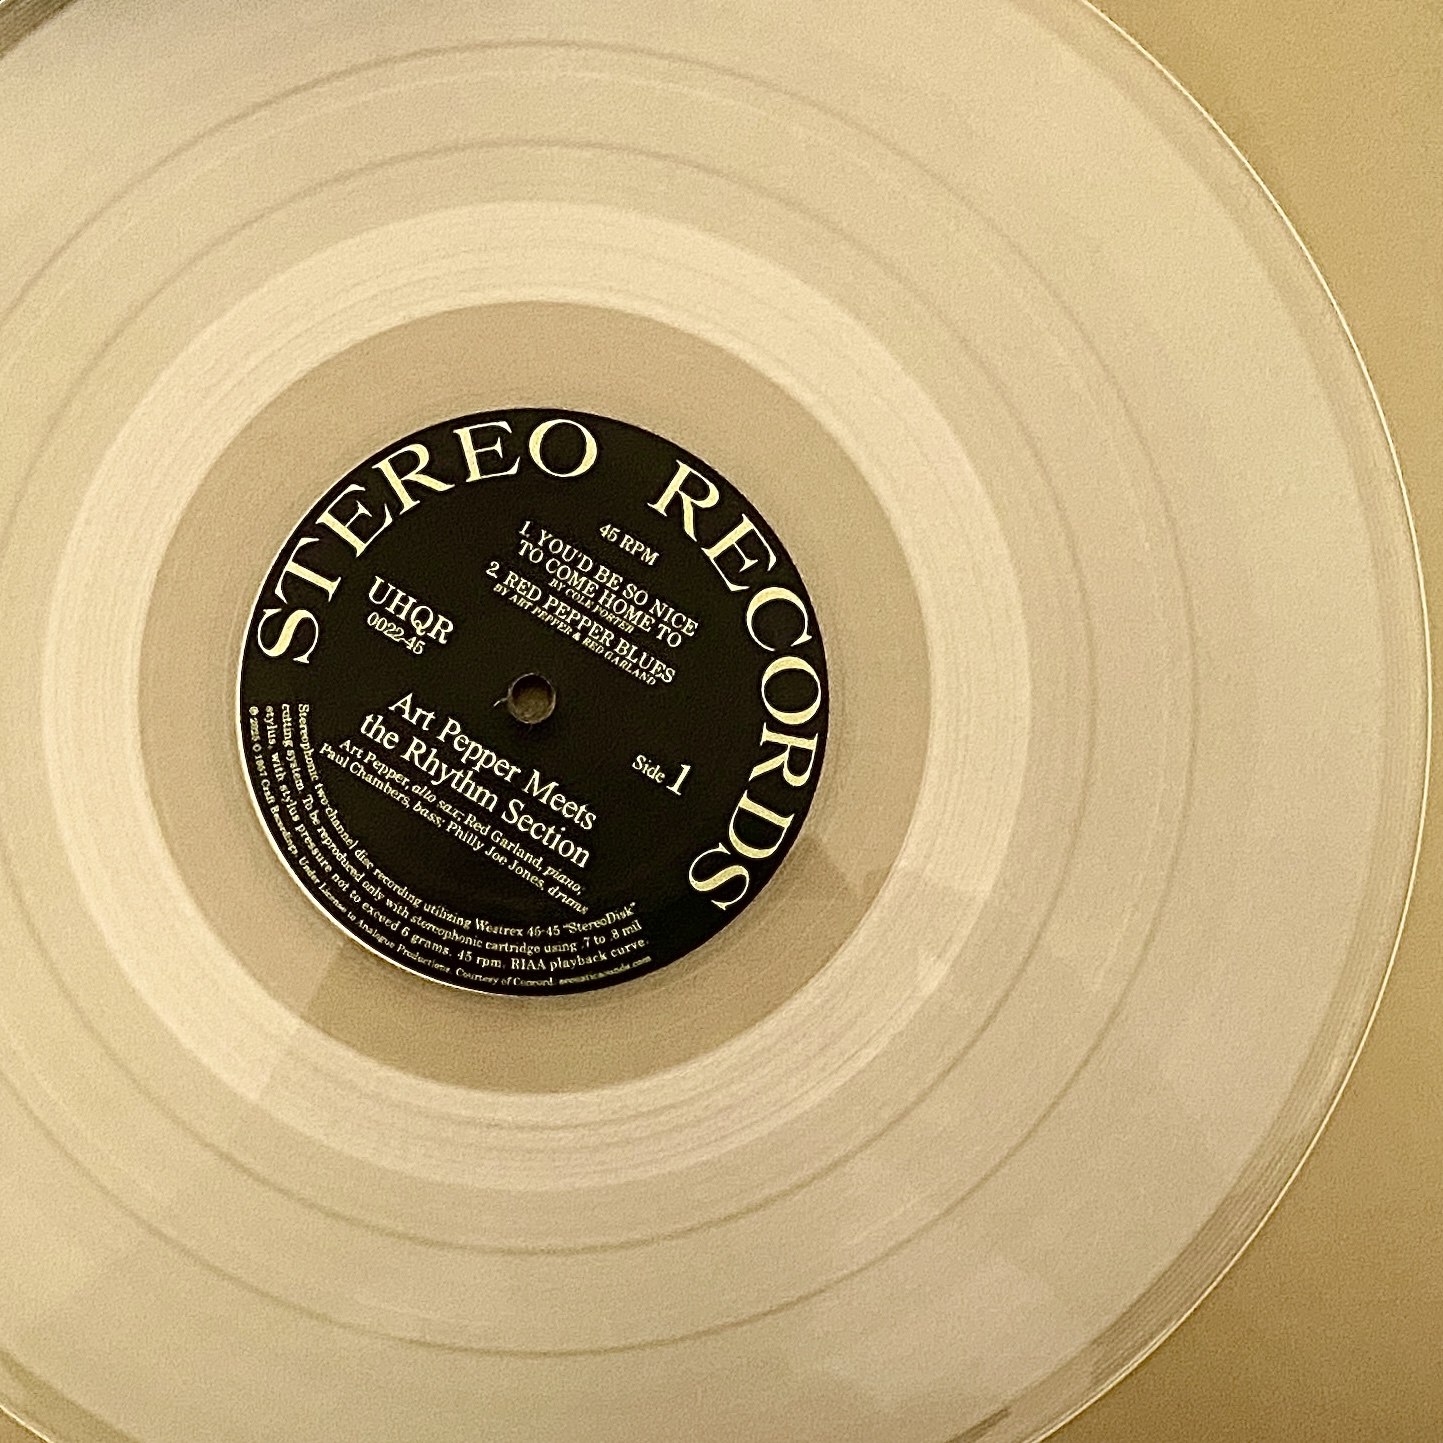 STEREO RECORDS
45 RPM
1. YOU'D BE SO NICE
TO COME HOME TO
BY COLE PORTER
2. RED PEPPER BLUES
BY ART PEPPER & RED GARLAND
UHQR
0022-45
Side 1
Art Pepper Meets
the Rhythm Section
Art Pepper, alto sax; Red Garland, piano;
Paul Chambers, bass; Philly Joe Jones, drums
Stereophonic two-channel disc recording utilizing Westrex 45-45 "StereoDisk"
cutting system. To be reproduced only with stereophonic cartridge using .7 to .8 mil
stylus, with stylus pressure not to exceed 6 grams. 45 rpm. RIAA playback curve.
℗ 2025 © 1957 Craft Recordings. Under License to Analogue Productions. Courtesy of Concord. acousticsounds.com